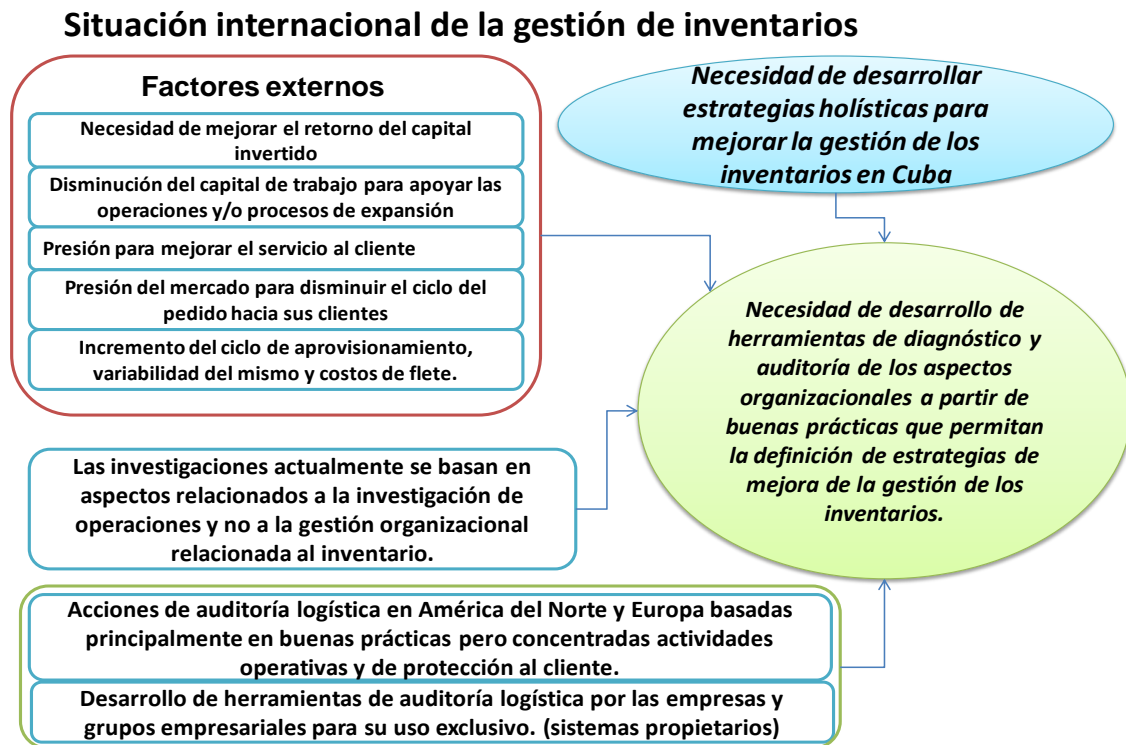 Situación internacional de la gestión de inventarios
Factores externos
Necesidad de mejorar el retorno del capital
invertido
Disminución del capital de trabajo para apoyar las
operaciones y/o procesos de expansión
Presión para mejorar el servicio al cliente
Presión del mercado para disminuir el ciclo del
pedido hacia sus clientes
Incremento del ciclo de aprovisionamiento,
variabilidad del mismo y costos de flete.
Necesidad de desarrollar
estrategias holísticas para
mejorar la gestión de los
inventarios en Cuba
Necesidad de desarrollo de
herramientas de diagnóstico y
auditoría de los aspectos
organizacionales a partir de
buenas prácticas que permitan
la definición de estrategias de
mejora de la gestión de los
inventarios.
Las investigaciones actualmente se basan en
aspectos relacionados a la investigación de
operaciones y no a la gestión organizacional
relacionada al inventario.
Acciones de auditoría logística en América del Norte y Europa basadas
principalmente en buenas prácticas pero concentradas actividades
operativas y de protección al cliente.
Desarrollo de herramientas de auditoría logística por las empresas y
grupos empresariales para su uso exclusivo. (sistemas propietarios)